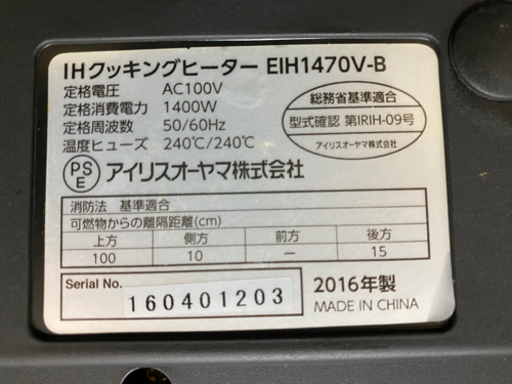 IHクッキングヒーター EIH1470V-B
定格電圧 AC100V
定格消費電力 1400W
定格周波数 50/60Hz
温度ヒューズ 240℃/240℃
総務省基準適合
型式確認 第IRIH-09号
アイリスオーヤマ株式会社
PS
E
アイリスオーヤマ株式会社
消防法 基準適合
可燃物からの離隔距離(cm)
上方 側方 前方 後方
100 10 ー 15
Serial No.
160401203
2016年製
MADE IN CHINA